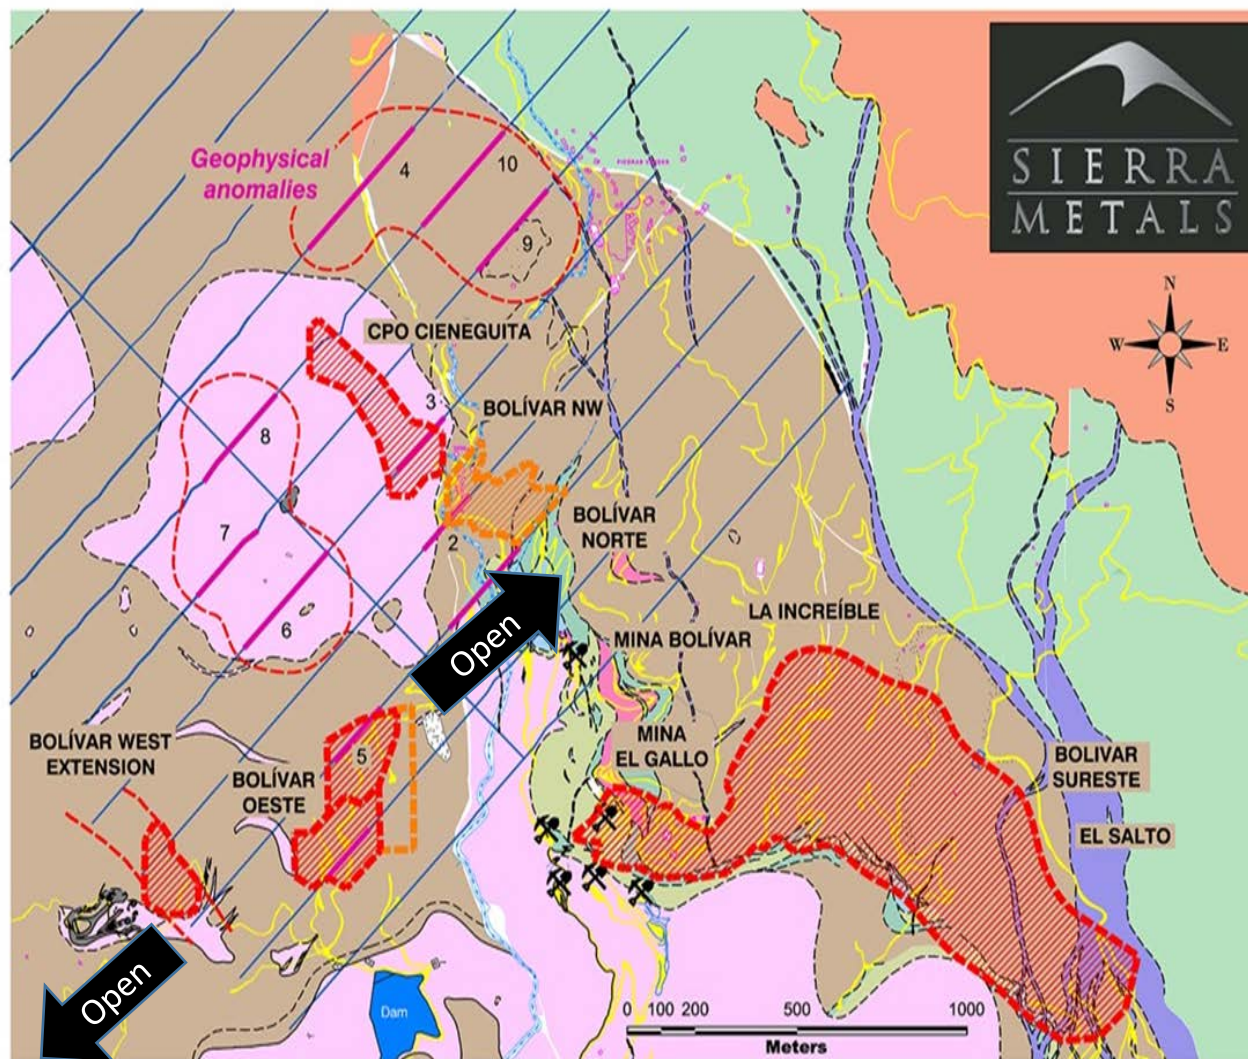 SIERRA
METALS
Geophysical
anomalies
4
10
9
N
W
E
S
CPO CIENEGUITA
3
BOLÍVAR NW
8
7
6
2
BOLÍVAR
NORTE
Open
LA INCREÍBLE
MINA BOLÍVAR
BOLÍVAR WEST
EXTENSION
BOLÍVAR
OESTE
5
MINA
EL GALLO
BOLIVAR
SURESTE
EL SALTO
Open
Dam
0 100 200 500 1000
Meters